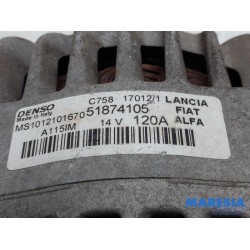 DENSO C758 17012/1 LANCIA
Made in Italy 51874105 FIAT
MS1012101670 ALFA
A115IM 14 V 120A
MARESIA